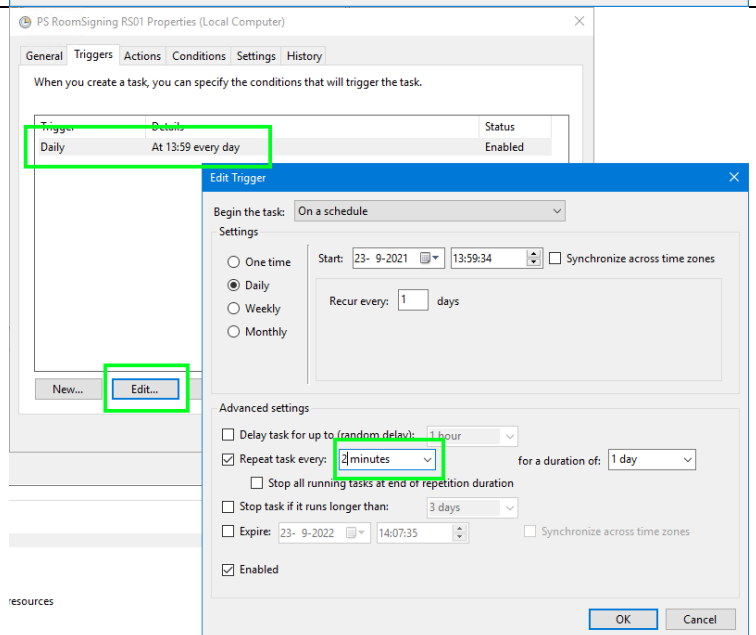 PS RoomSigning RS01 Properties (Local Computer)
General Triggers Actions Conditions Settings History
When you create a task, you can specify the conditions that will trigger the task.
Trigger Details Status
Daily At 13:59 every day Enabled
New... Edit...
Edit Trigger
Begin the task: On a schedule
Settings
One time
Daily
Weekly
Monthly
Start: 23- 9-2021 13:59:34 Synchronize across time zones
Recur every: 1 days
Advanced settings
Delay task for up to (random delay): 1 hour
Repeat task every: 2 minutes for a duration of: 1 day
Stop all running tasks at end of repetition duration
Stop task if it runs longer than: 3 days
Expire: 23- 9-2022 14:07:35 Synchronize across time zones
Enabled
OK Cancel
resources